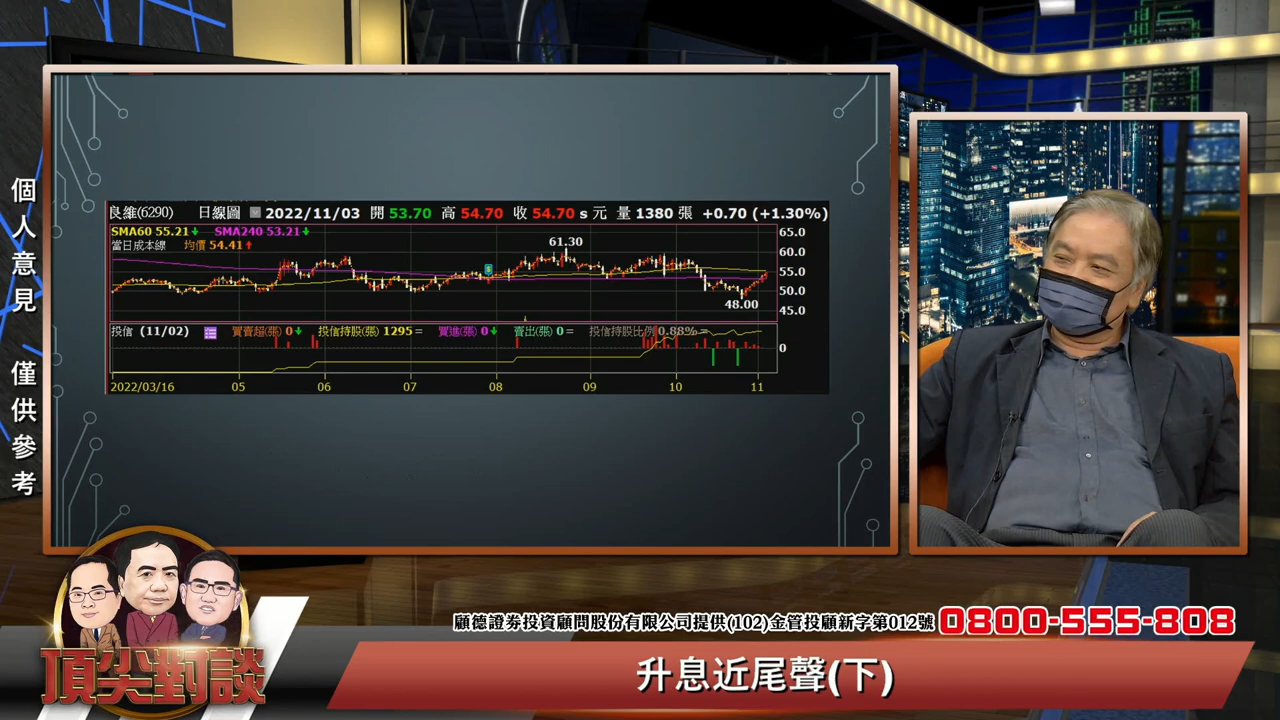 個人意見 僅供參考
良維(6290) 日線圖 2022/11/03 開 53.70 高 54.70 收 54.70 s 元 量 1380 張 +0.70 (+1.30%)
SMA60 55.21↓ SMA240 53.21↓
當日成本線 均價 54.41↑
65.0
60.0
55.0
50.0
45.0
61.30
48.00
投信 (11/02) 買賣超(張) 0↓ 投信持股(張) 1295= 買進(張) 0↓ 賣出(張) 0= 投信持股比例 0.88%=
0
2022/03/16 05 06 07 08 09 10 11
顧德證券投資顧問股份有限公司提供(102)金管投顧新字第012號 0800-555-808
頂尖對談
升息近尾聲(下)